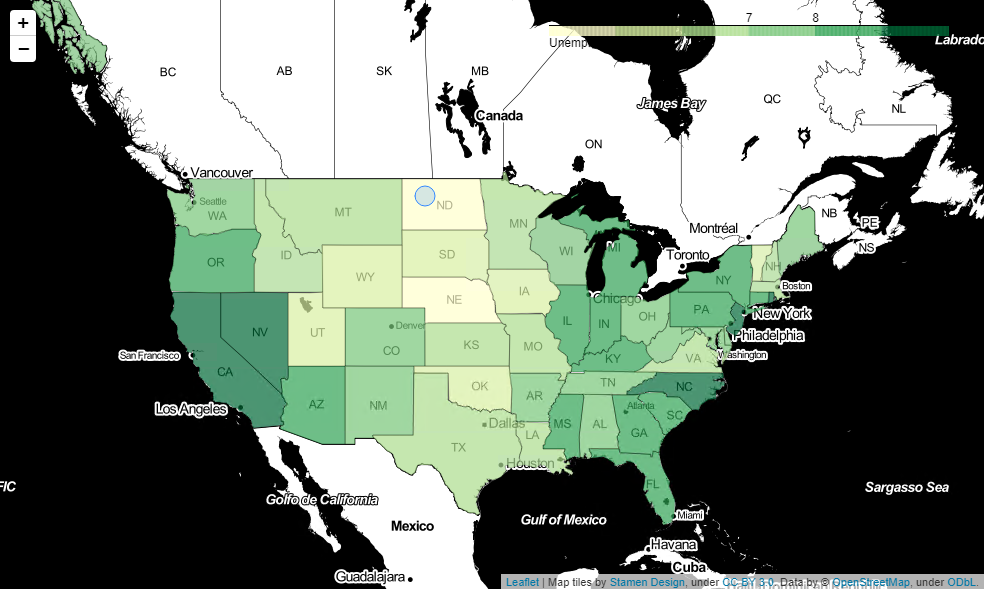 +
−
7
8
Unemp
Labrado
BC
AB
SK
MB
Canada
James Bay
QC
NL
ON
Vancouver
Seattle
WA
MT
ND
MN
NB
PE
NS
Montréal
Toronto
OR
ID
WY
SD
WI
MI
NY
NH
Boston
NE
IA
Chicago
PA
New York
Philadelphia
NV
UT
Denver
CO
KS
MO
IL
IN
OH
KY
VA
Washington
San Francisco
CA
AZ
NM
OK
AR
TN
NC
Los Angeles
Dallas
TX
LA
MS
AL
Atlanta
GA
SC
Houston
FL
Miami
FIC
Golfo de California
Mexico
Gulf of Mexico
Sargasso Sea
Havana
Cuba
Guadalajara
Leaflet | Map tiles by Stamen Design, under CC BY 3.0. Data by © OpenStreetMap, under ODbL.